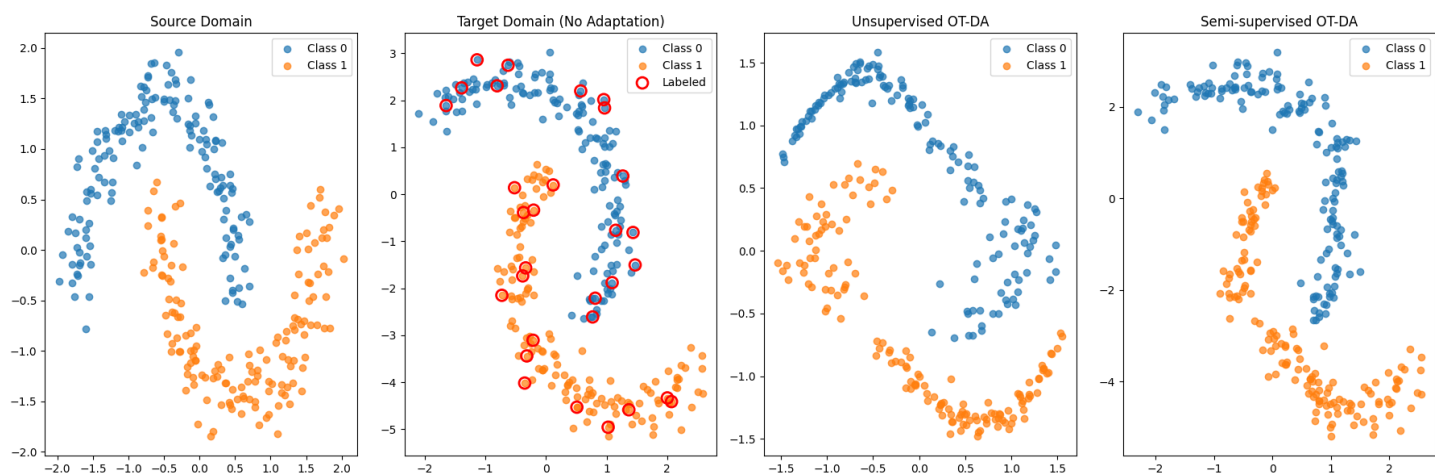 Source Domain
Class 0
Class 1
2.0
1.5
1.0
0.5
0.0
−0.5
−1.0
−1.5
−2.0
−2.0 −1.5 −1.0 −0.5 0.0 0.5 1.0 1.5 2.0
Target Domain (No Adaptation)
Class 0
Class 1
Labeled
3
2
1
0
−1
−2
−3
−4
−5
−2 −1 0 1 2
Unsupervised OT-DA
Class 0
Class 1
1.5
1.0
0.5
0.0
−0.5
−1.0
−1.5
−1.5 −1.0 −0.5 0.0 0.5 1.0 1.5
Semi-supervised OT-DA
Class 0
Class 1
2
0
−2
−4
−2 −1 0 1 2